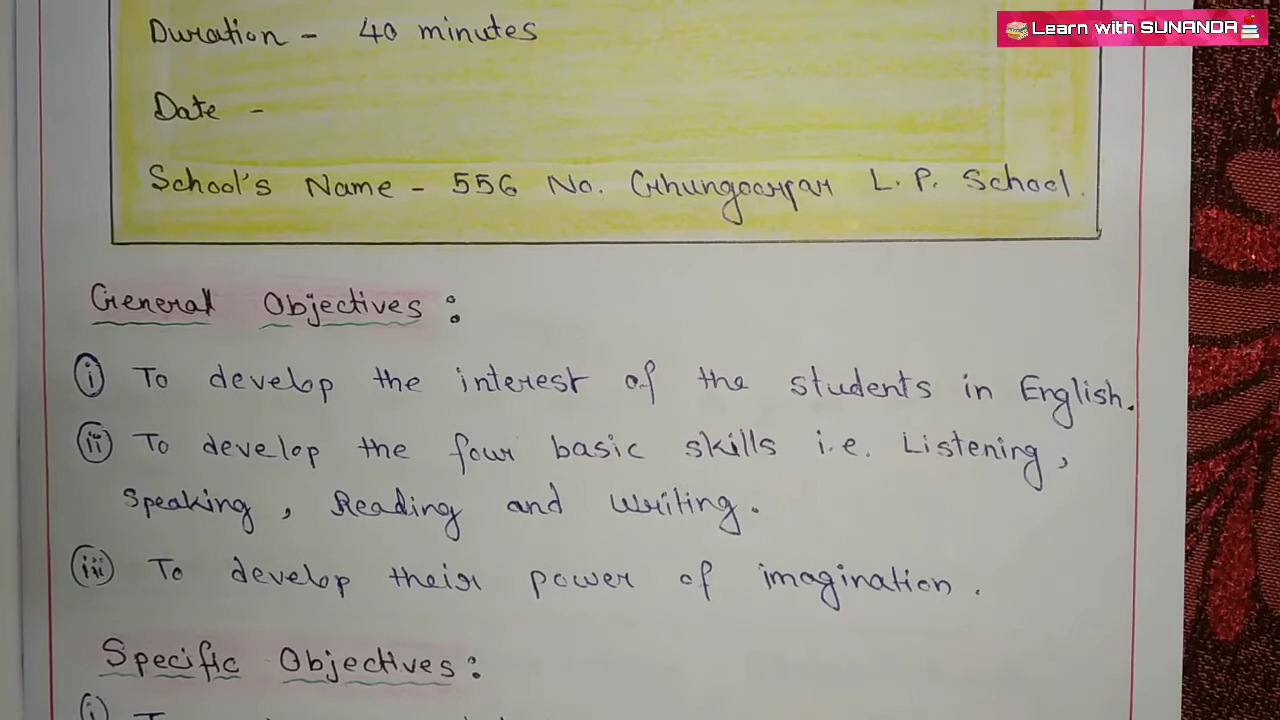 Learn with SUNANDA
Duration - 40 minutes
Date -
School's Name - 556 No. L. P. School.
General Objectives :
(i) To develop the interest of the students in English.
(ii) To develop the four basic skills i.e. Listening,
Speaking, Reading and Writing.
(iii) To develop their power of imagination.
Specific Objectives :
(i) To